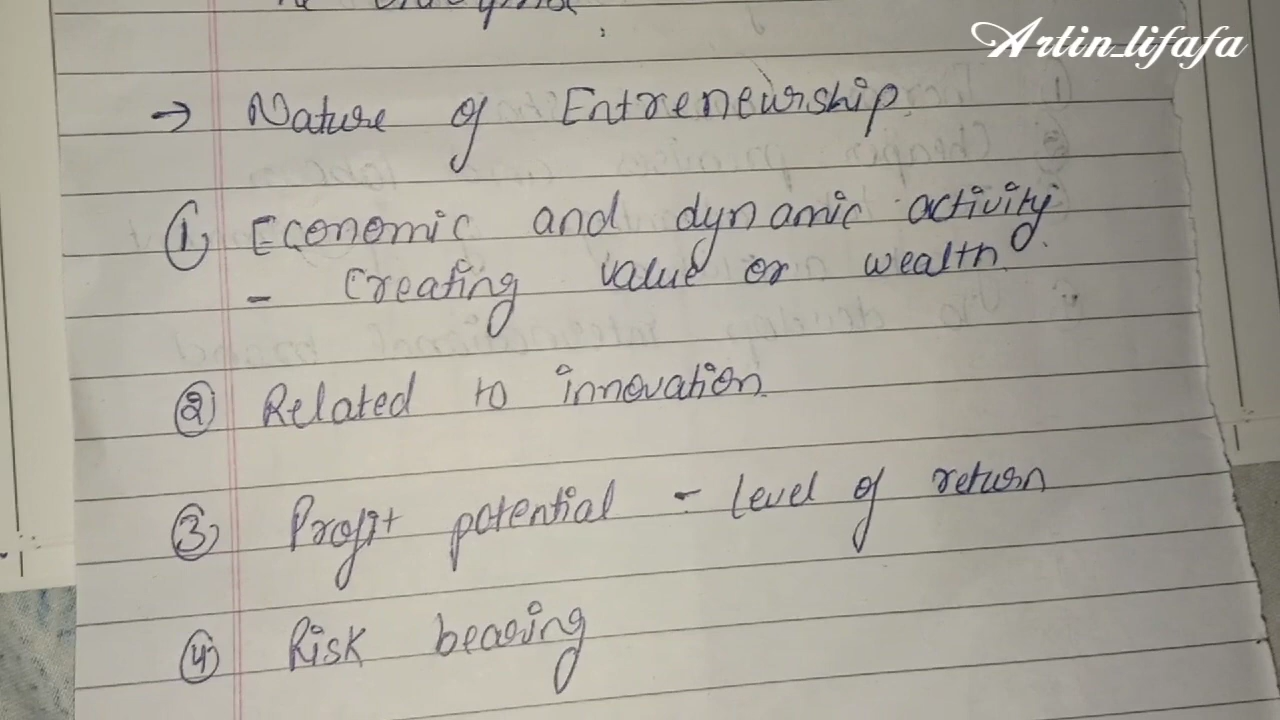 Artin_lifafa
→ Nature of Entreneurship.
① Economic and dynamic activity.
- Creating value or wealth
② Related to innovation
③ Profit potential - level of return
④ Risk bearing